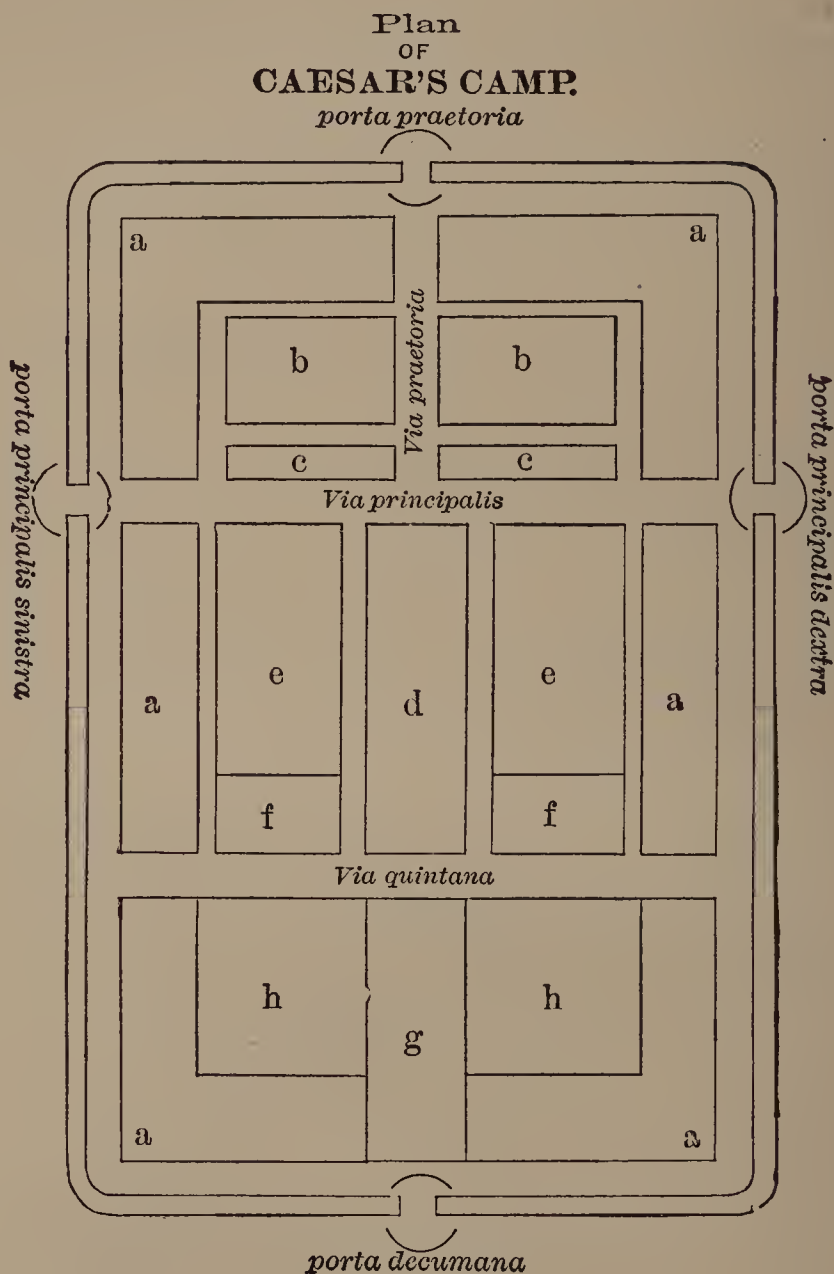 Plan
OF
CAESAR'S CAMP.
porta praetoria
a
a
Via praetoria
b
b
c
c
porta principalis sinistra
Via principalis
porta principalis dextra
a
e
d
e
a
f
f
Via quintana
h
h
g
a
a
porta decumana